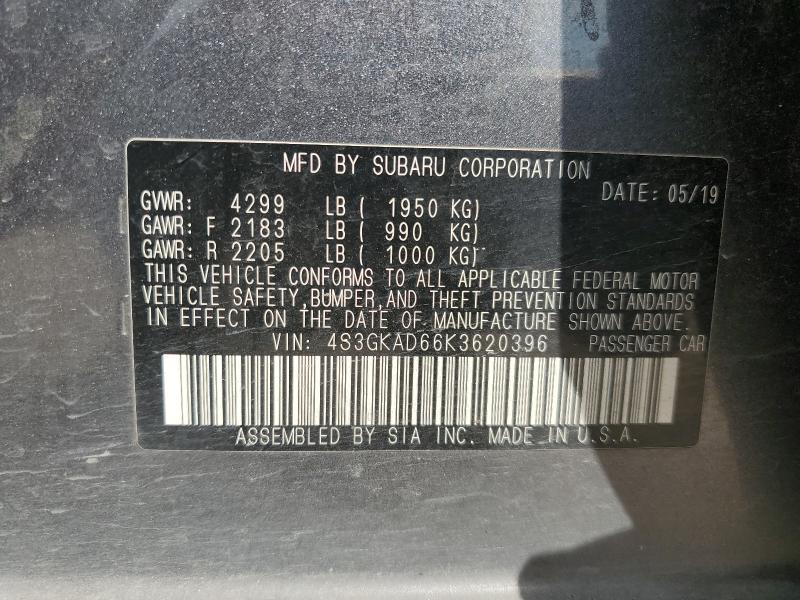 MFD BY SUBARU CORPORATION
DATE: 05/19
GVWR: 4299 LB ( 1950 KG)
GAWR: F 2183 LB ( 990 KG)
GAWR: R 2205 LB ( 1000 KG)
THIS VEHICLE CONFORMS TO ALL APPLICABLE FEDERAL MOTOR
VEHICLE SAFETY, BUMPER, AND THEFT PREVENTION STANDARDS
IN EFFECT ON THE DATE OF MANUFACTURE SHOWN ABOVE.
VIN: 4S3GKAD66K3620396 PASSENGER CAR
ASSEMBLED BY SIA INC. MADE IN U.S.A.